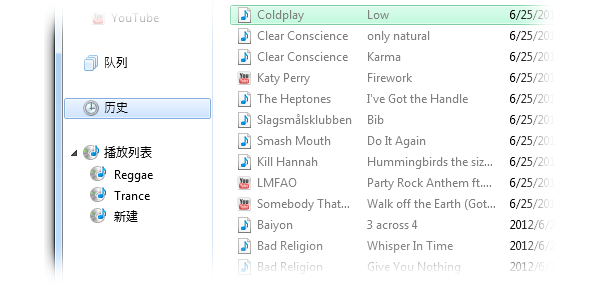 YouTube
队列
历史
播放列表
Reggae
Trance
新建
Coldplay Low 6/25/20
Clear Conscience only natural 6/25/20
Clear Conscience Karma 6/25/20
Katy Perry Firework 6/25/20
The Heptones I've Got the Handle 6/25/20
Slagsmålsklubben Bib 6/25/20
Smash Mouth Do It Again 6/25/20
Kill Hannah Hummingbirds the siz... 6/25/20
LMFAO Party Rock Anthem ft.... 6/25/20
Somebody That... Walk off the Earth (Got... 6/25/20
Baiyon 3 across 4 2012/6/
Bad Religion Whisper In Time 2012/6/
Bad Religion Give You Nothing 2012/6/